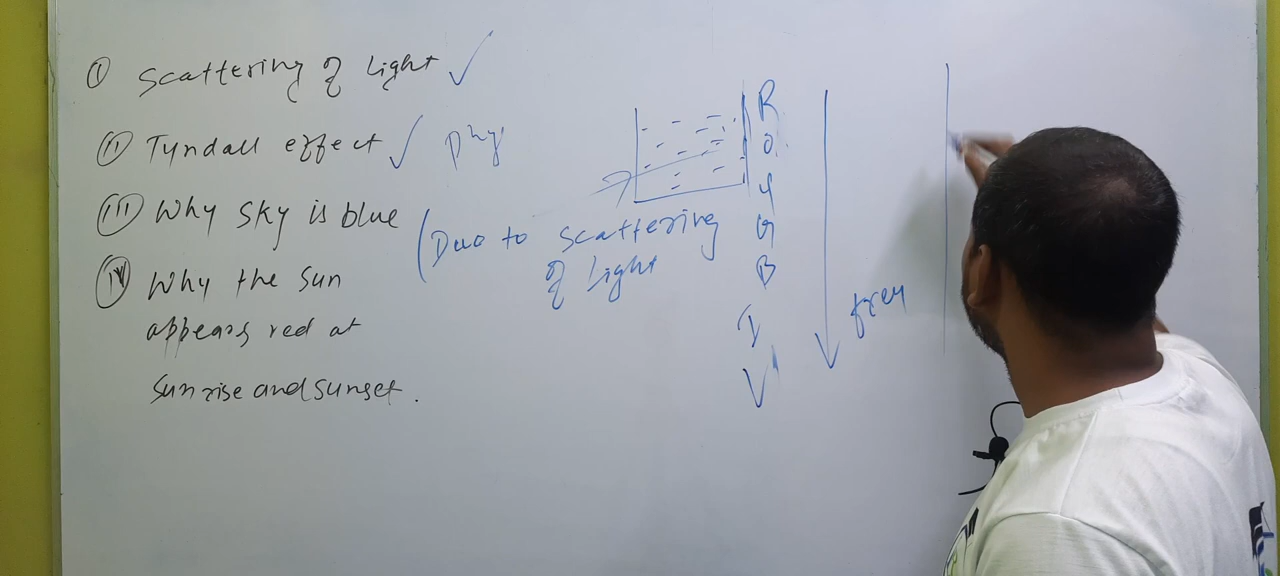 (I) Scattering of light ✓
(II) Tyndall effect ✓ Phy
(III) Why sky is blue (Due to scattering
of light
(IV) Why the sun
appears red at
sunrise and sunset.
R
O
Y
G
B
I
V
freq